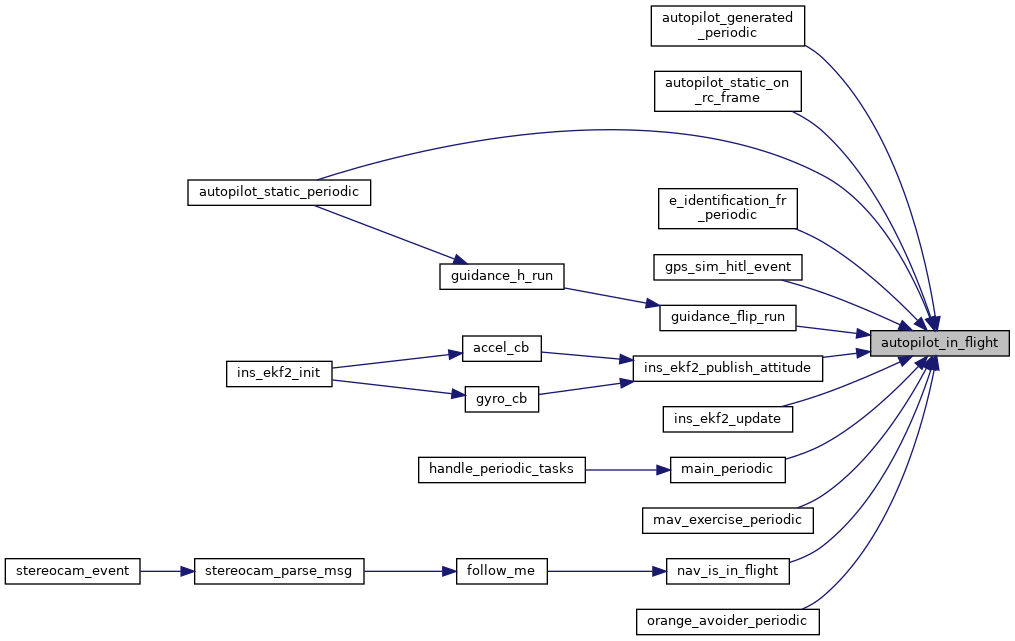 autopilot_generated
_periodic
autopilot_static_on
_rc_frame
autopilot_static_periodic
e_identification_fr
_periodic
gps_sim_hitl_event
guidance_h_run
guidance_flip_run
autopilot_in_flight
accel_cb
ins_ekf2_publish_attitude
ins_ekf2_init
gyro_cb
ins_ekf2_update
handle_periodic_tasks
main_periodic
mav_exercise_periodic
stereocam_event
stereocam_parse_msg
follow_me
nav_is_in_flight
orange_avoider_periodic